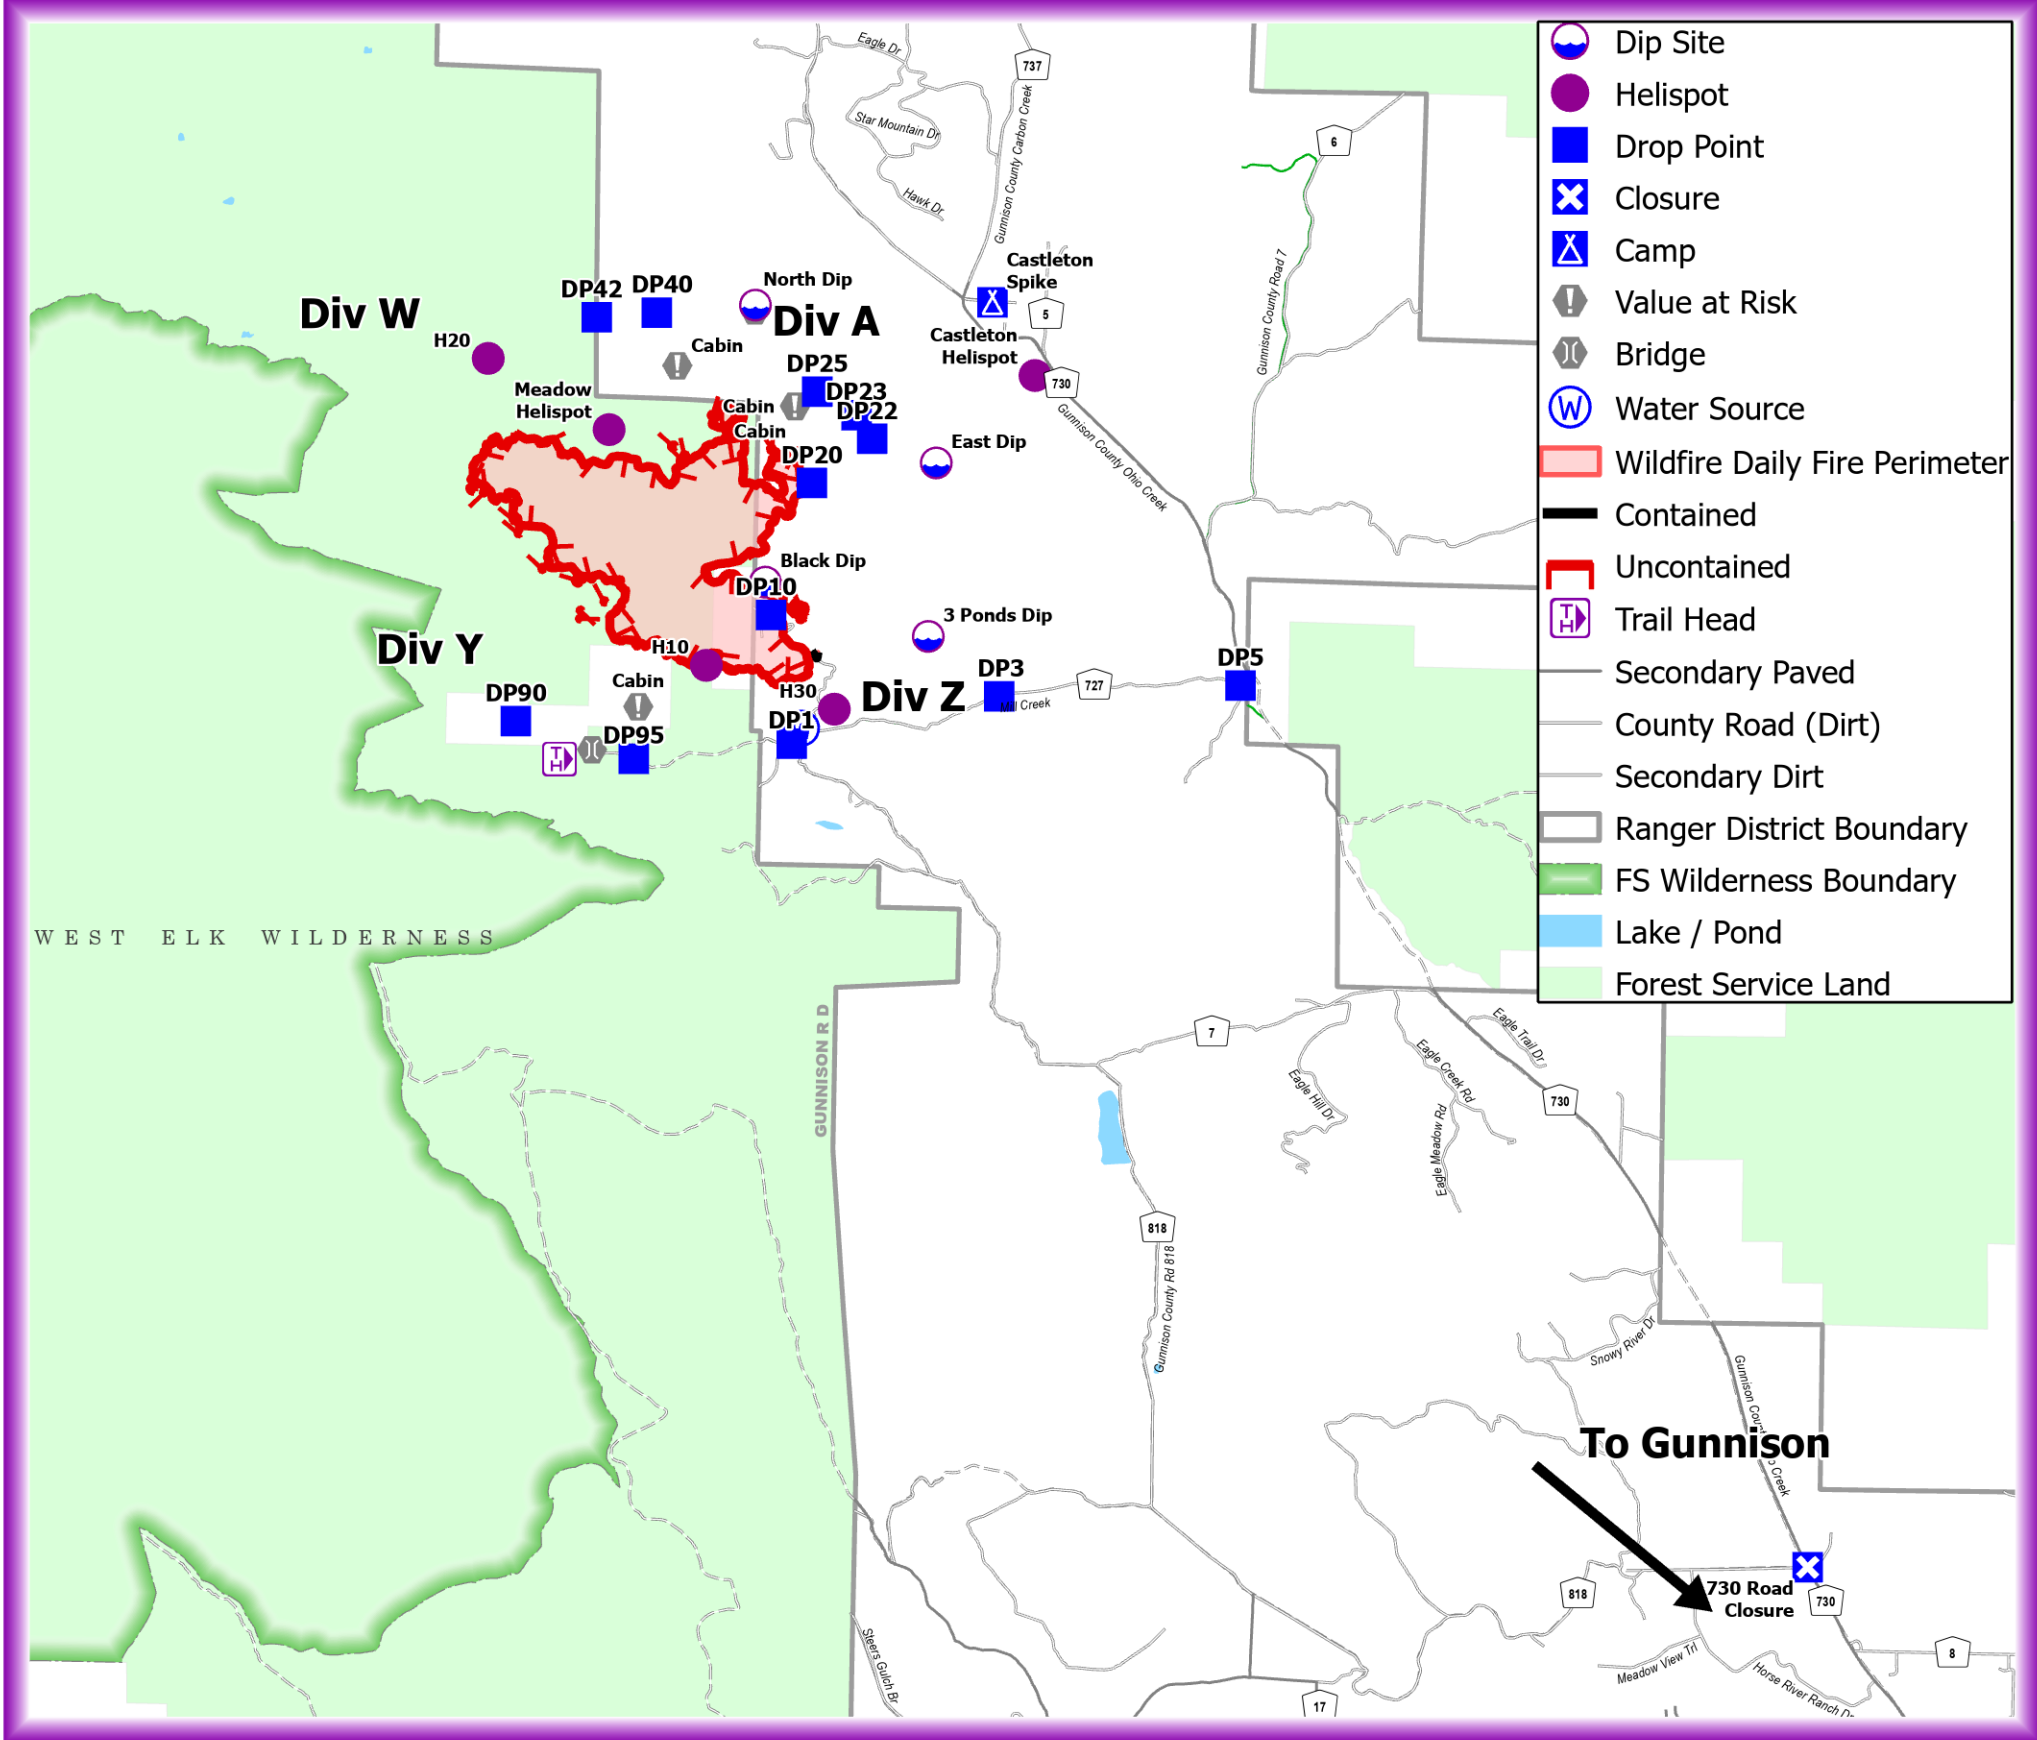 Eagle Dr
737
Gunnison County Carbon Creek
Star Mountain Dr
Hawk Dr
6
Gunnison County Road 7
North Dip
Castleton
Spike
DP42
DP40
Div W
Div A
5
H20
Cabin
Castleton
Helispot
DP25
730
DP23
Meadow
Helispot
Cabin
DP22
Cabin
Gunnison County Ohio Creek
East Dip
DP20
Black Dip
DP10
3 Ponds Dip
Div Y
H10
DP5
DP3
727
Cabin
H30
Div Z
DP90
Mill Creek
DP1
DP95
TH
WEST ELK WILDERNESS
GUNNISON R D
7
Eagle Trail Dr
Eagle Hill Dr
Eagle Creek Rd
Eagle Meadow Rd
730
818
Gunnison County Rd 818
Snowy River Dr
To Gunnison
730 Road
Closure
818
730
8
Meadow View Trl
Horse River Ranch Dr
Steers Gulch Br
17
Dip Site
Helispot
Drop Point
Closure
Camp
Value at Risk
Bridge
W
Water Source
Wildfire Daily Fire Perimeter
Contained
Uncontained
TH
Trail Head
Secondary Paved
County Road (Dirt)
Secondary Dirt
Ranger District Boundary
FS Wilderness Boundary
Lake / Pond
Forest Service Land